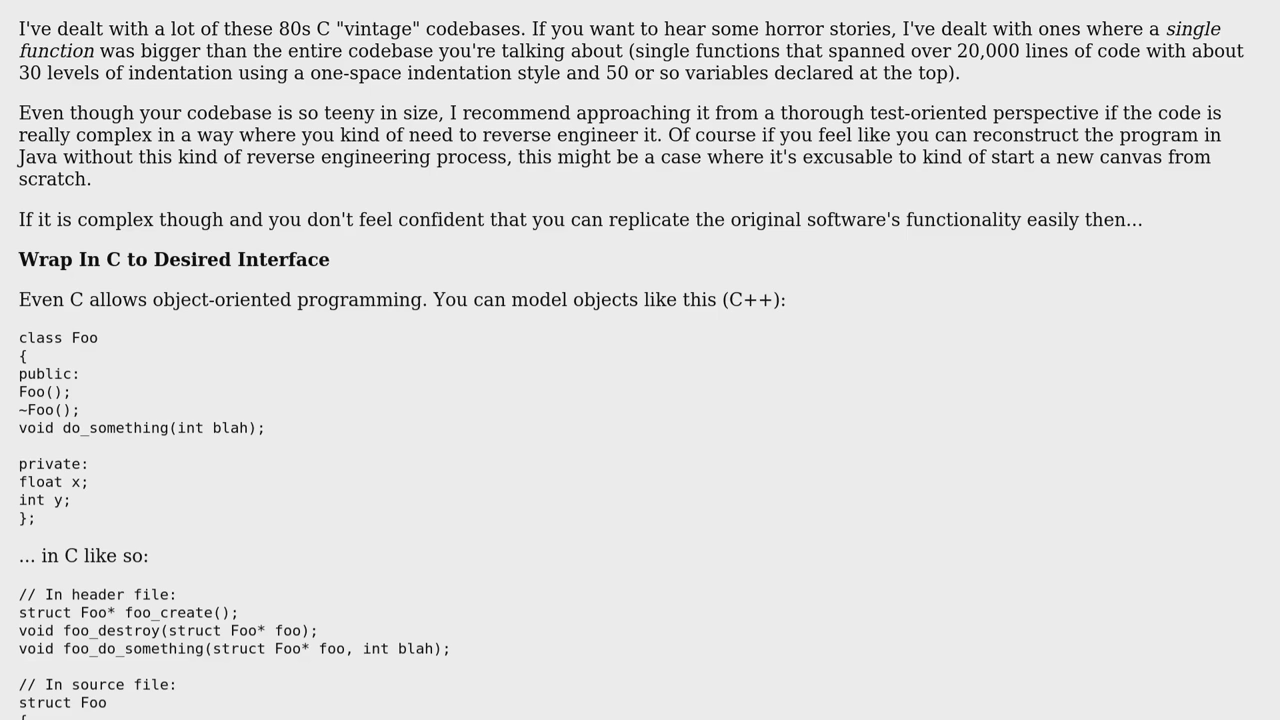 I've dealt with a lot of these 80s C "vintage" codebases. If you want to hear some horror stories, I've dealt with ones where a single
function was bigger than the entire codebase you're talking about (single functions that spanned over 20,000 lines of code with about
30 levels of indentation using a one-space indentation style and 50 or so variables declared at the top).
Even though your codebase is so teeny in size, I recommend approaching it from a thorough test-oriented perspective if the code is
really complex in a way where you kind of need to reverse engineer it. Of course if you feel like you can reconstruct the program in
Java without this kind of reverse engineering process, this might be a case where it's excusable to kind of start a new canvas from
scratch.
If it is complex though and you don't feel confident that you can replicate the original software's functionality easily then...
Wrap In C to Desired Interface
Even C allows object-oriented programming. You can model objects like this (C++):
class Foo
{
public:
Foo();
~Foo();
void do_something(int blah);
private:
float x;
int y;
};
... in C like so:
// In header file:
struct Foo* foo_create();
void foo_destroy(struct Foo* foo);
void foo_do_something(struct Foo* foo, int blah);
// In source file:
struct Foo
{